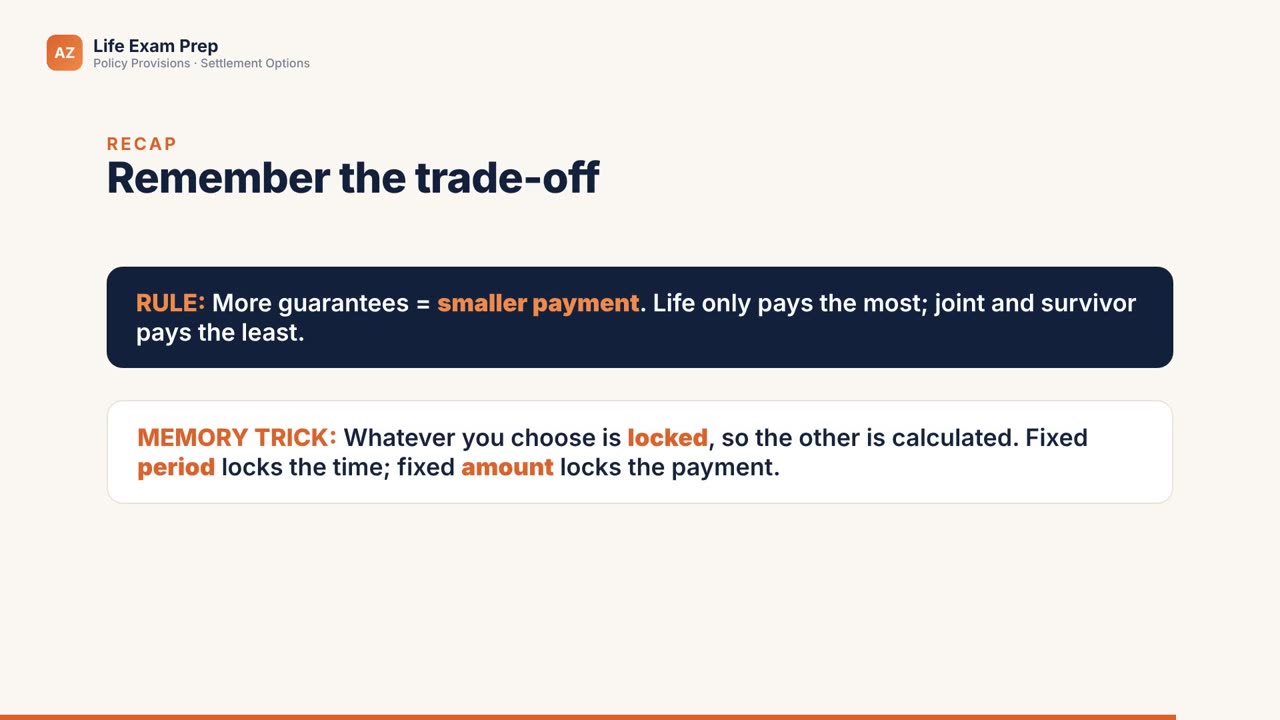 AZ
Life Exam Prep
Policy Provisions · Settlement Options
RECAP
Remember the trade-off
RULE: More guarantees = smaller payment. Life only pays the most; joint and survivor
pays the least.
MEMORY TRICK: Whatever you choose is locked, so the other is calculated. Fixed
period locks the time; fixed amount locks the payment.